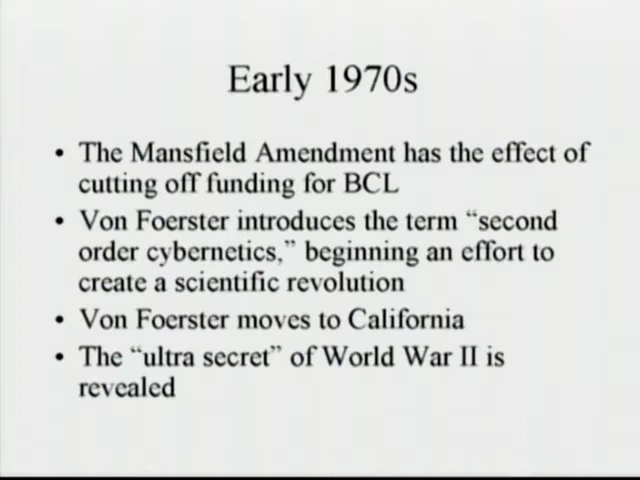 Early 1970s
• The Mansfield Amendment has the effect of
cutting off funding for BCL
• Von Foerster introduces the term “second
order cybernetics,” beginning an effort to
create a scientific revolution
• Von Foerster moves to California
• The “ultra secret” of World War II is
revealed